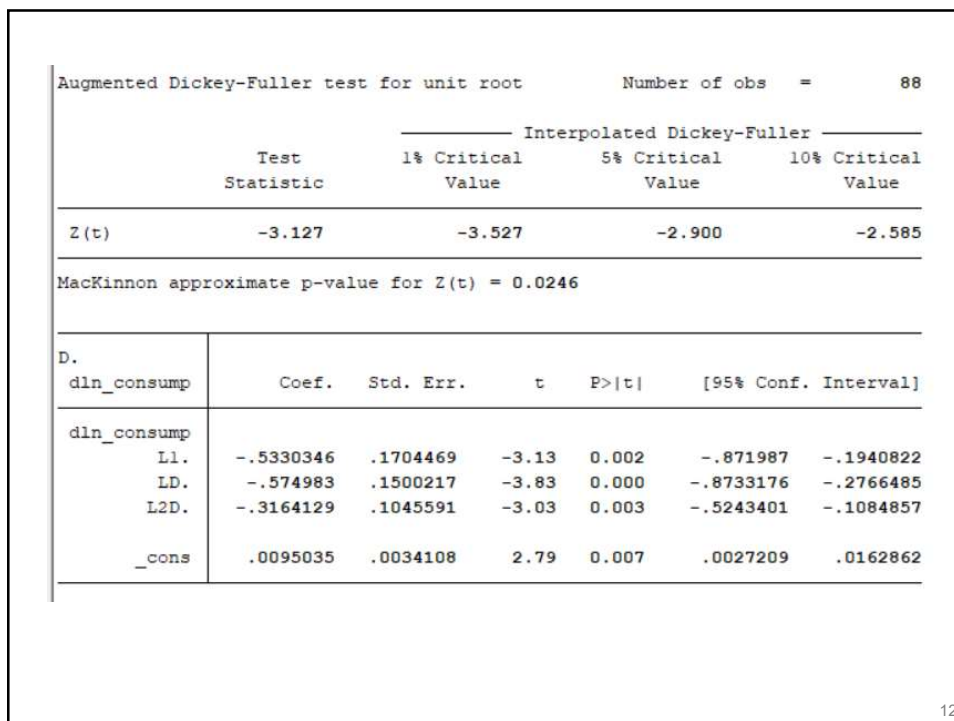 Augmented Dickey-Fuller test for unit root Number of obs = 88
Interpolated Dickey-Fuller
Test 1% Critical 5% Critical 10% Critical
Statistic Value Value Value
Z(t) -3.127 -3.527 -2.900 -2.585
MacKinnon approximate p-value for Z(t) = 0.0246
D.
dln_consump Coef. Std. Err. t P>|t| [95% Conf. Interval]
dln_consump
L1. -.5330346 .1704469 -3.13 0.002 -.871987 -.1940822
LD. -.574983 .1500217 -3.83 0.000 -.8733176 -.2766485
L2D. -.3164129 .1045591 -3.03 0.003 -.5243401 -.1084857
_cons .0095035 .0034108 2.79 0.007 .0027209 .0162862
12